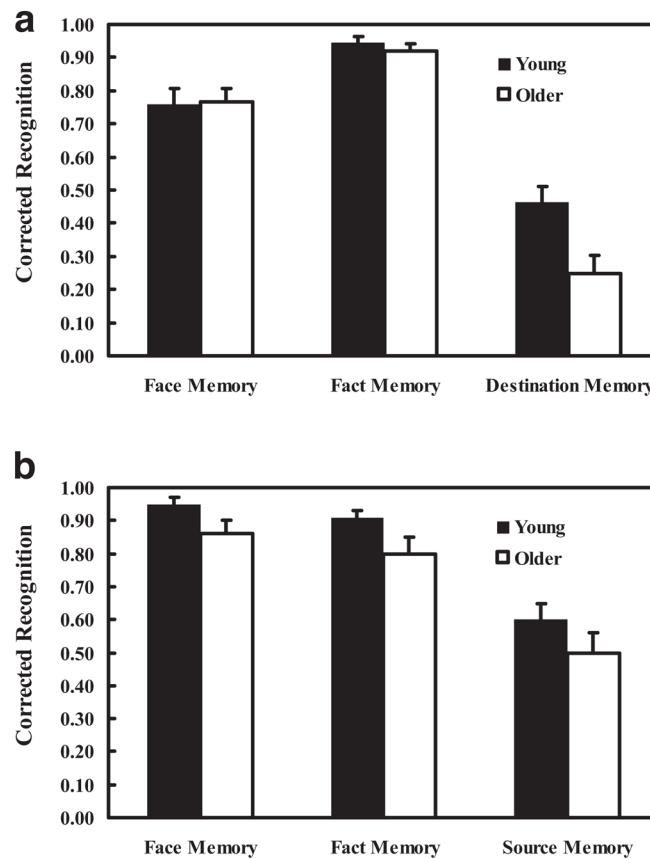 a
Corrected Recognition
1.00
0.90
0.80
0.70
0.60
0.50
0.40
0.30
0.20
0.10
0.00
Young
Older
Face Memory
Fact Memory
Destination Memory
b
Corrected Recognition
1.00
0.90
0.80
0.70
0.60
0.50
0.40
0.30
0.20
0.10
0.00
Young
Older
Face Memory
Fact Memory
Source Memory